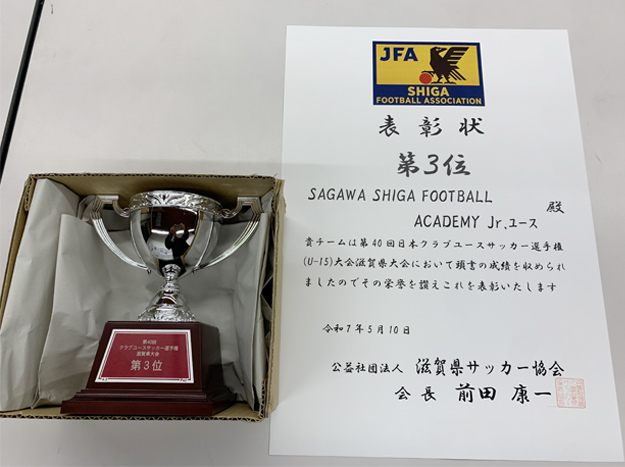 JFA
SHIGA
FOOTBALL ASSOCIATION
表彰状
第3位
SAGAWA SHIGA FOOTBALL
ACADEMY Jr.ユース
殿
貴チームは第40回日本クラブユースサッカー選手権
(U-15)大会滋賀県大会において頭書の成績を収められ
ましたのでその栄誉を讃えこれを表彰いたします
令和7年5月10日
公益社団法人 滋賀県サッカー協会
会長 前田 康一
第40回
クラブユースサッカー選手権
滋賀県大会
第3位